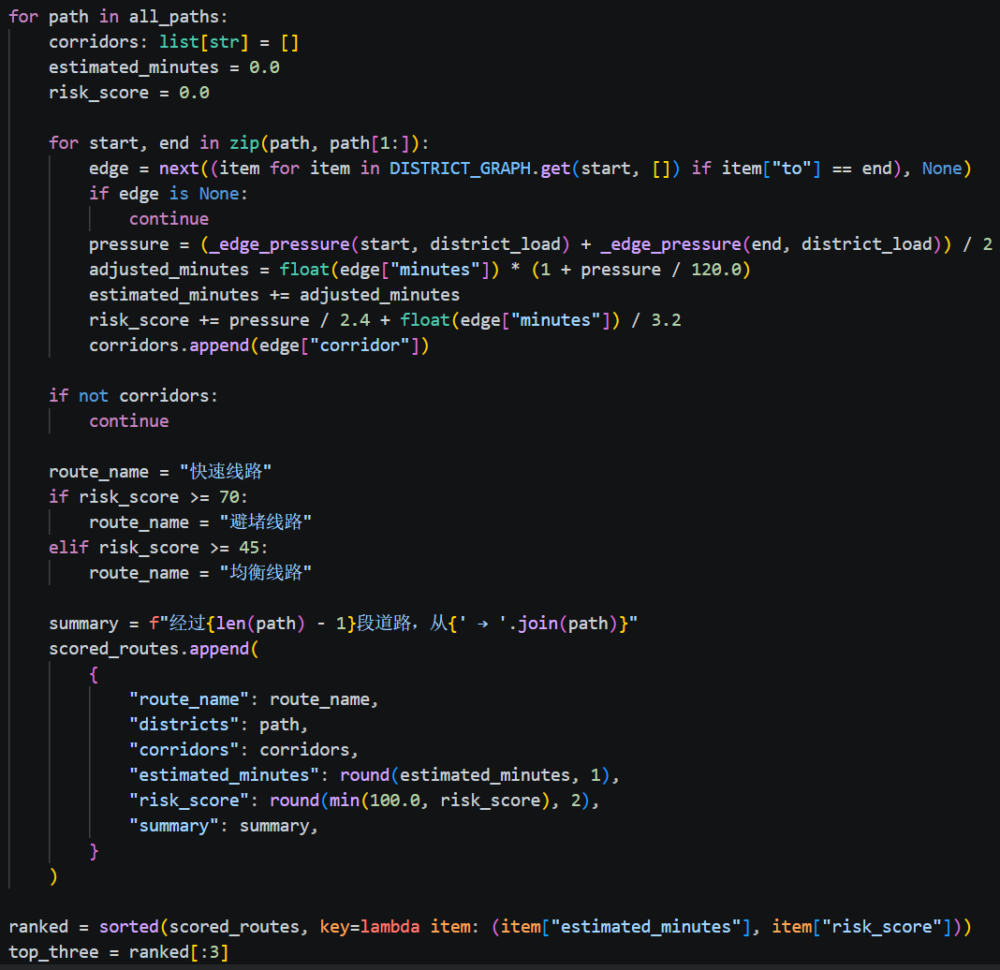 for path in all_paths:
    corridors: list[str] = []
    estimated_minutes = 0.0
    risk_score = 0.0

    for start, end in zip(path, path[1:]):
        edge = next((item for item in DISTRICT_GRAPH.get(start, []) if item["to"] == end), None)
        if edge is None:
            continue
        pressure = (_edge_pressure(start, district_load) + _edge_pressure(end, district_load)) / 2
        adjusted_minutes = float(edge["minutes"]) * (1 + pressure / 120.0)
        estimated_minutes += adjusted_minutes
        risk_score += pressure / 2.4 + float(edge["minutes"]) / 3.2
        corridors.append(edge["corridor"])

    if not corridors:
        continue

    route_name = "快速线路"
    if risk_score >= 70:
        route_name = "避堵线路"
    elif risk_score >= 45:
        route_name = "均衡线路"

    summary = f"经过{len(path) - 1}段道路，从{' → '.join(path)}"
    scored_routes.append(
        {
            "route_name": route_name,
            "districts": path,
            "corridors": corridors,
            "estimated_minutes": round(estimated_minutes, 1),
            "risk_score": round(min(100.0, risk_score), 2),
            "summary": summary,
        }
    )

ranked = sorted(scored_routes, key=lambda item: (item["estimated_minutes"], item["risk_score"]))
top_three = ranked[:3]